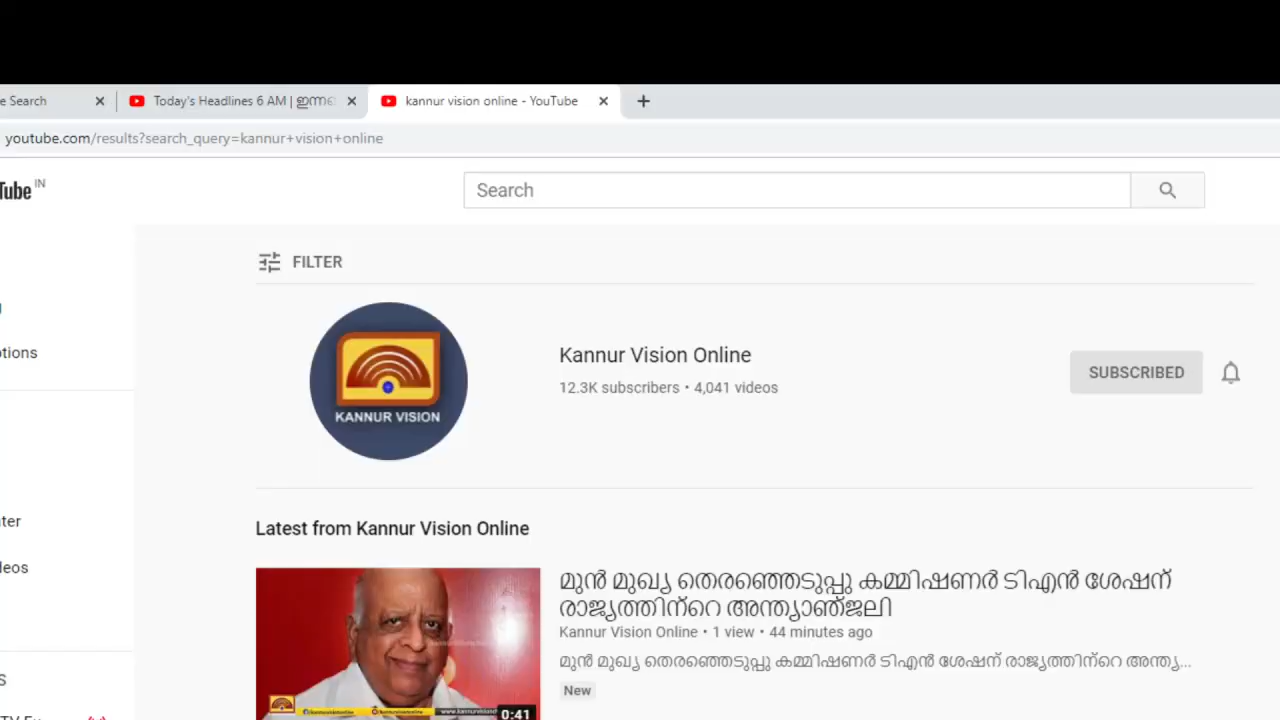 e Search
Today's Headlines 6 AM | ഇന്നത്
kannur vision online - YouTube
youtube.com/results?search_query=kannur+vision+online
Tube IN
Search
FILTER
otions
KANNUR VISION
Kannur Vision Online
12.3K subscribers • 4,041 videos
SUBSCRIBED
ter
Latest from Kannur Vision Online
leos
മുൻ മുഖ്യ തെരഞ്ഞെടുപ്പു കമ്മിഷണർ ടിഎൻ ശേഷന്
രാജ്യത്തിന്റെ അന്ത്യാഞ്ജലി
Kannur Vision Online • 1 view • 44 minutes ago
മുൻ മുഖ്യ തെരഞ്ഞെടുപ്പു കമ്മിഷണർ ടിഎൻ ശേഷന് രാജ്യത്തിന്റെ അന്ത്യ...
S
New
0:41